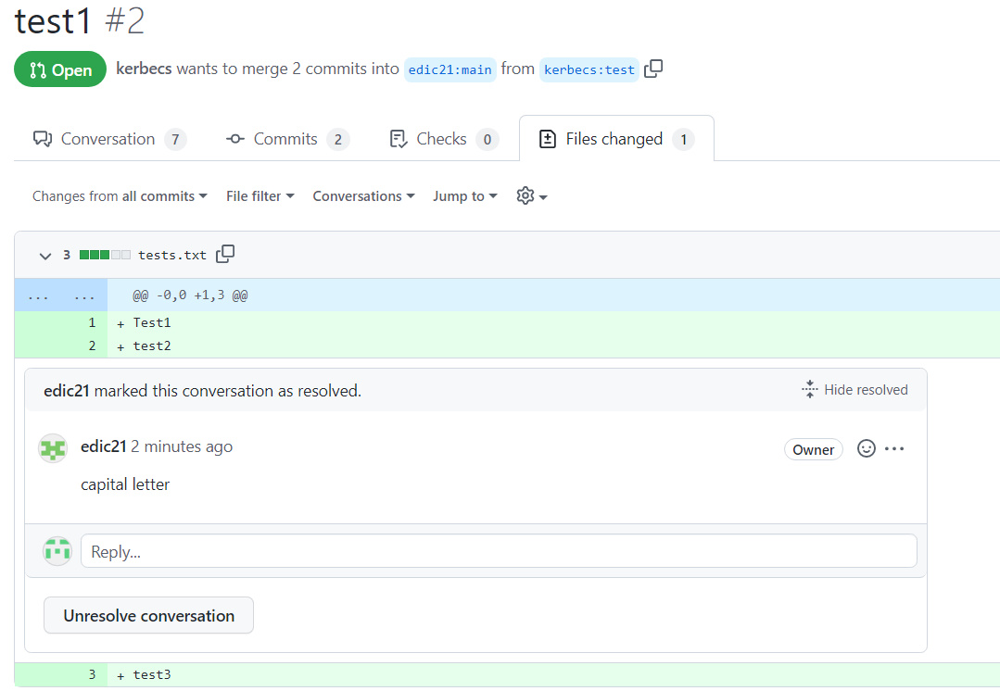 test1 #2
Open kerbecs wants to merge 2 commits into edic21:main from kerbecs:test
Conversation 7 Commits 2 Checks 0 Files changed 1
Changes from all commits File filter Conversations Jump to
3 tests.txt
... ... @@ -0,0 +1,3 @@
1 + Test1
2 + test2
edic21 marked this conversation as resolved. Hide resolved
edic21 2 minutes ago Owner
capital letter
Reply...
Unresolve conversation
3 + test3